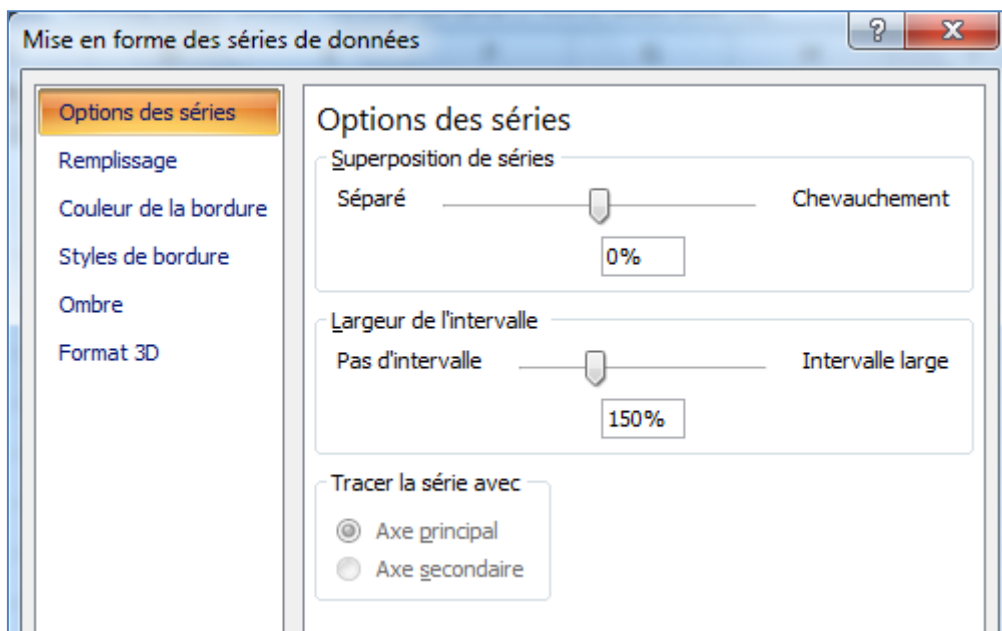 Mise en forme des séries de données
?
X
Options des séries
Remplissage
Couleur de la bordure
Styles de bordure
Ombre
Format 3D
Options des séries
Superposition de séries
Séparé Chevauchement
0%
Largeur de l'intervalle
Pas d'intervalle Intervalle large
150%
Tracer la série avec
Axe principal
Axe secondaire